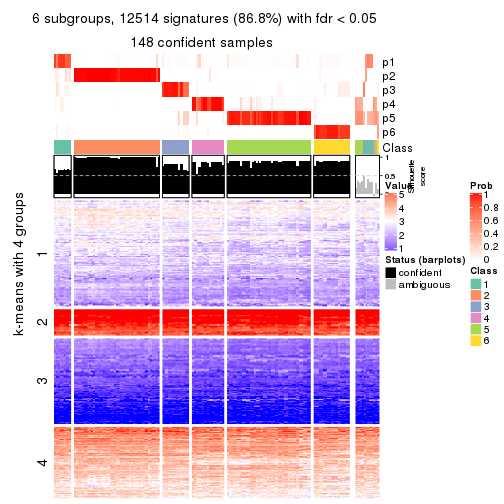 6 subgroups, 12514 signatures (86.8%) with fdr < 0.05
148 confident samples
p1
p2
p3
p4
p5
p6
Class
1
0.5
0
Silhouette
score
k-means with 4 groups
1
2
3
4
Value
5
4
3
2
1
Status (barplots)
confident
ambiguous
Prob
1
0.8
0.6
0.4
0.2
0
Class
1
2
3
4
5
6